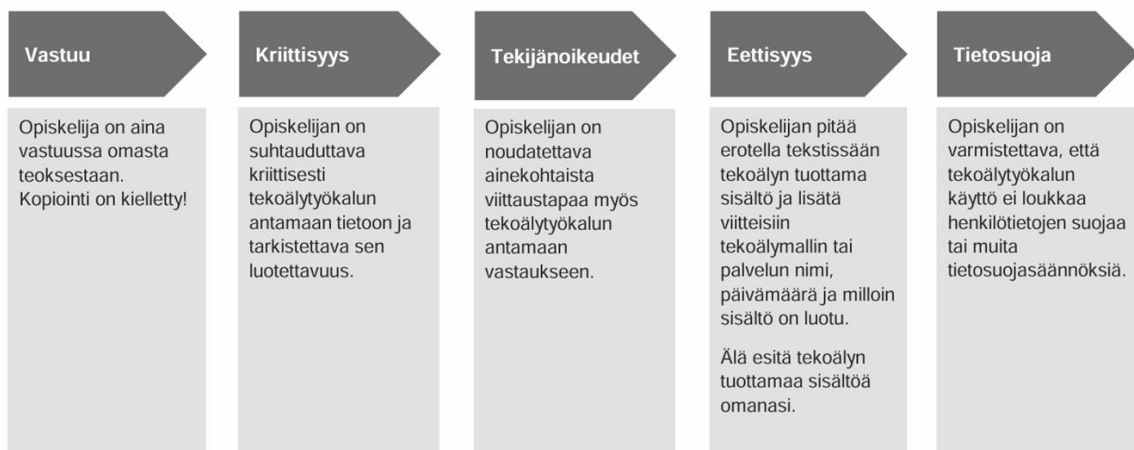 Vastuu
Opiskelija on aina
vastuussa omasta
teoksestaan.
Kopiointi on kielletty!
Kriittisyys
Opiskelijan on
suhtauduttava
kriittisesti
tekoälytyökalun
antamaan tietoon ja
tarkistettava sen
luotettavuus.
Tekijänoikeudet
Opiskelijan on
noudatettava
ainekohtaista
viittaustapaa myös
tekoälytyökalun
antamaan
vastaukseen.
Eettisyys
Opiskelijan pitää
erotella tekstissään
tekoälyn tuottama
sisältö ja lisätä
viitteisiin
tekoälymallin tai
palvelun nimi,
päivämäärä ja milloin
sisältö on luotu.
Älä esitä tekoälyn
tuottamaa sisältöä
omanasi.
Tietosuoja
Opiskelijan on
varmistettava, että
tekoälytyökalun
käyttö ei loukkaa
henkilötietojen suojaa
tai muita
tietosuojasäännöksiä.